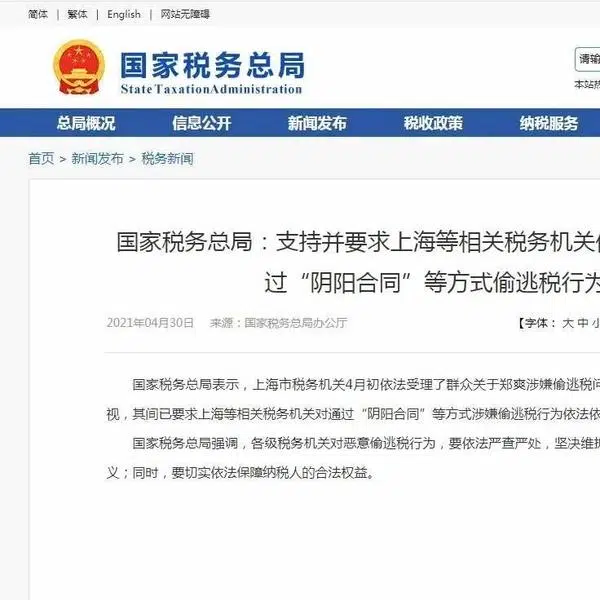 简体 | 繁体 | English | 网站无障碍
国家税务总局
State Taxation Administration
请输
本站热
总局概况 信息公开 新闻发布 税收政策 纳税服务
首页 > 新闻发布 > 税务新闻
国家税务总局：支持并要求上海等相关税务机关
过“阴阳合同”等方式偷逃税行为
2021年04月30日 来源：国家税务总局办公厅 【字体： 大 中 小
国家税务总局表示，上海市税务机关4月初依法受理了群众关于郑爽涉嫌偷逃税问
视，其间已要求上海等相关税务机关对通过“阴阳合同”等方式涉嫌偷逃税行为依法依
国家税务总局强调，各级税务机关对恶意偷逃税行为，要依法严查严处，坚决维护
义；同时，要切实依法保障纳税人的合法权益。